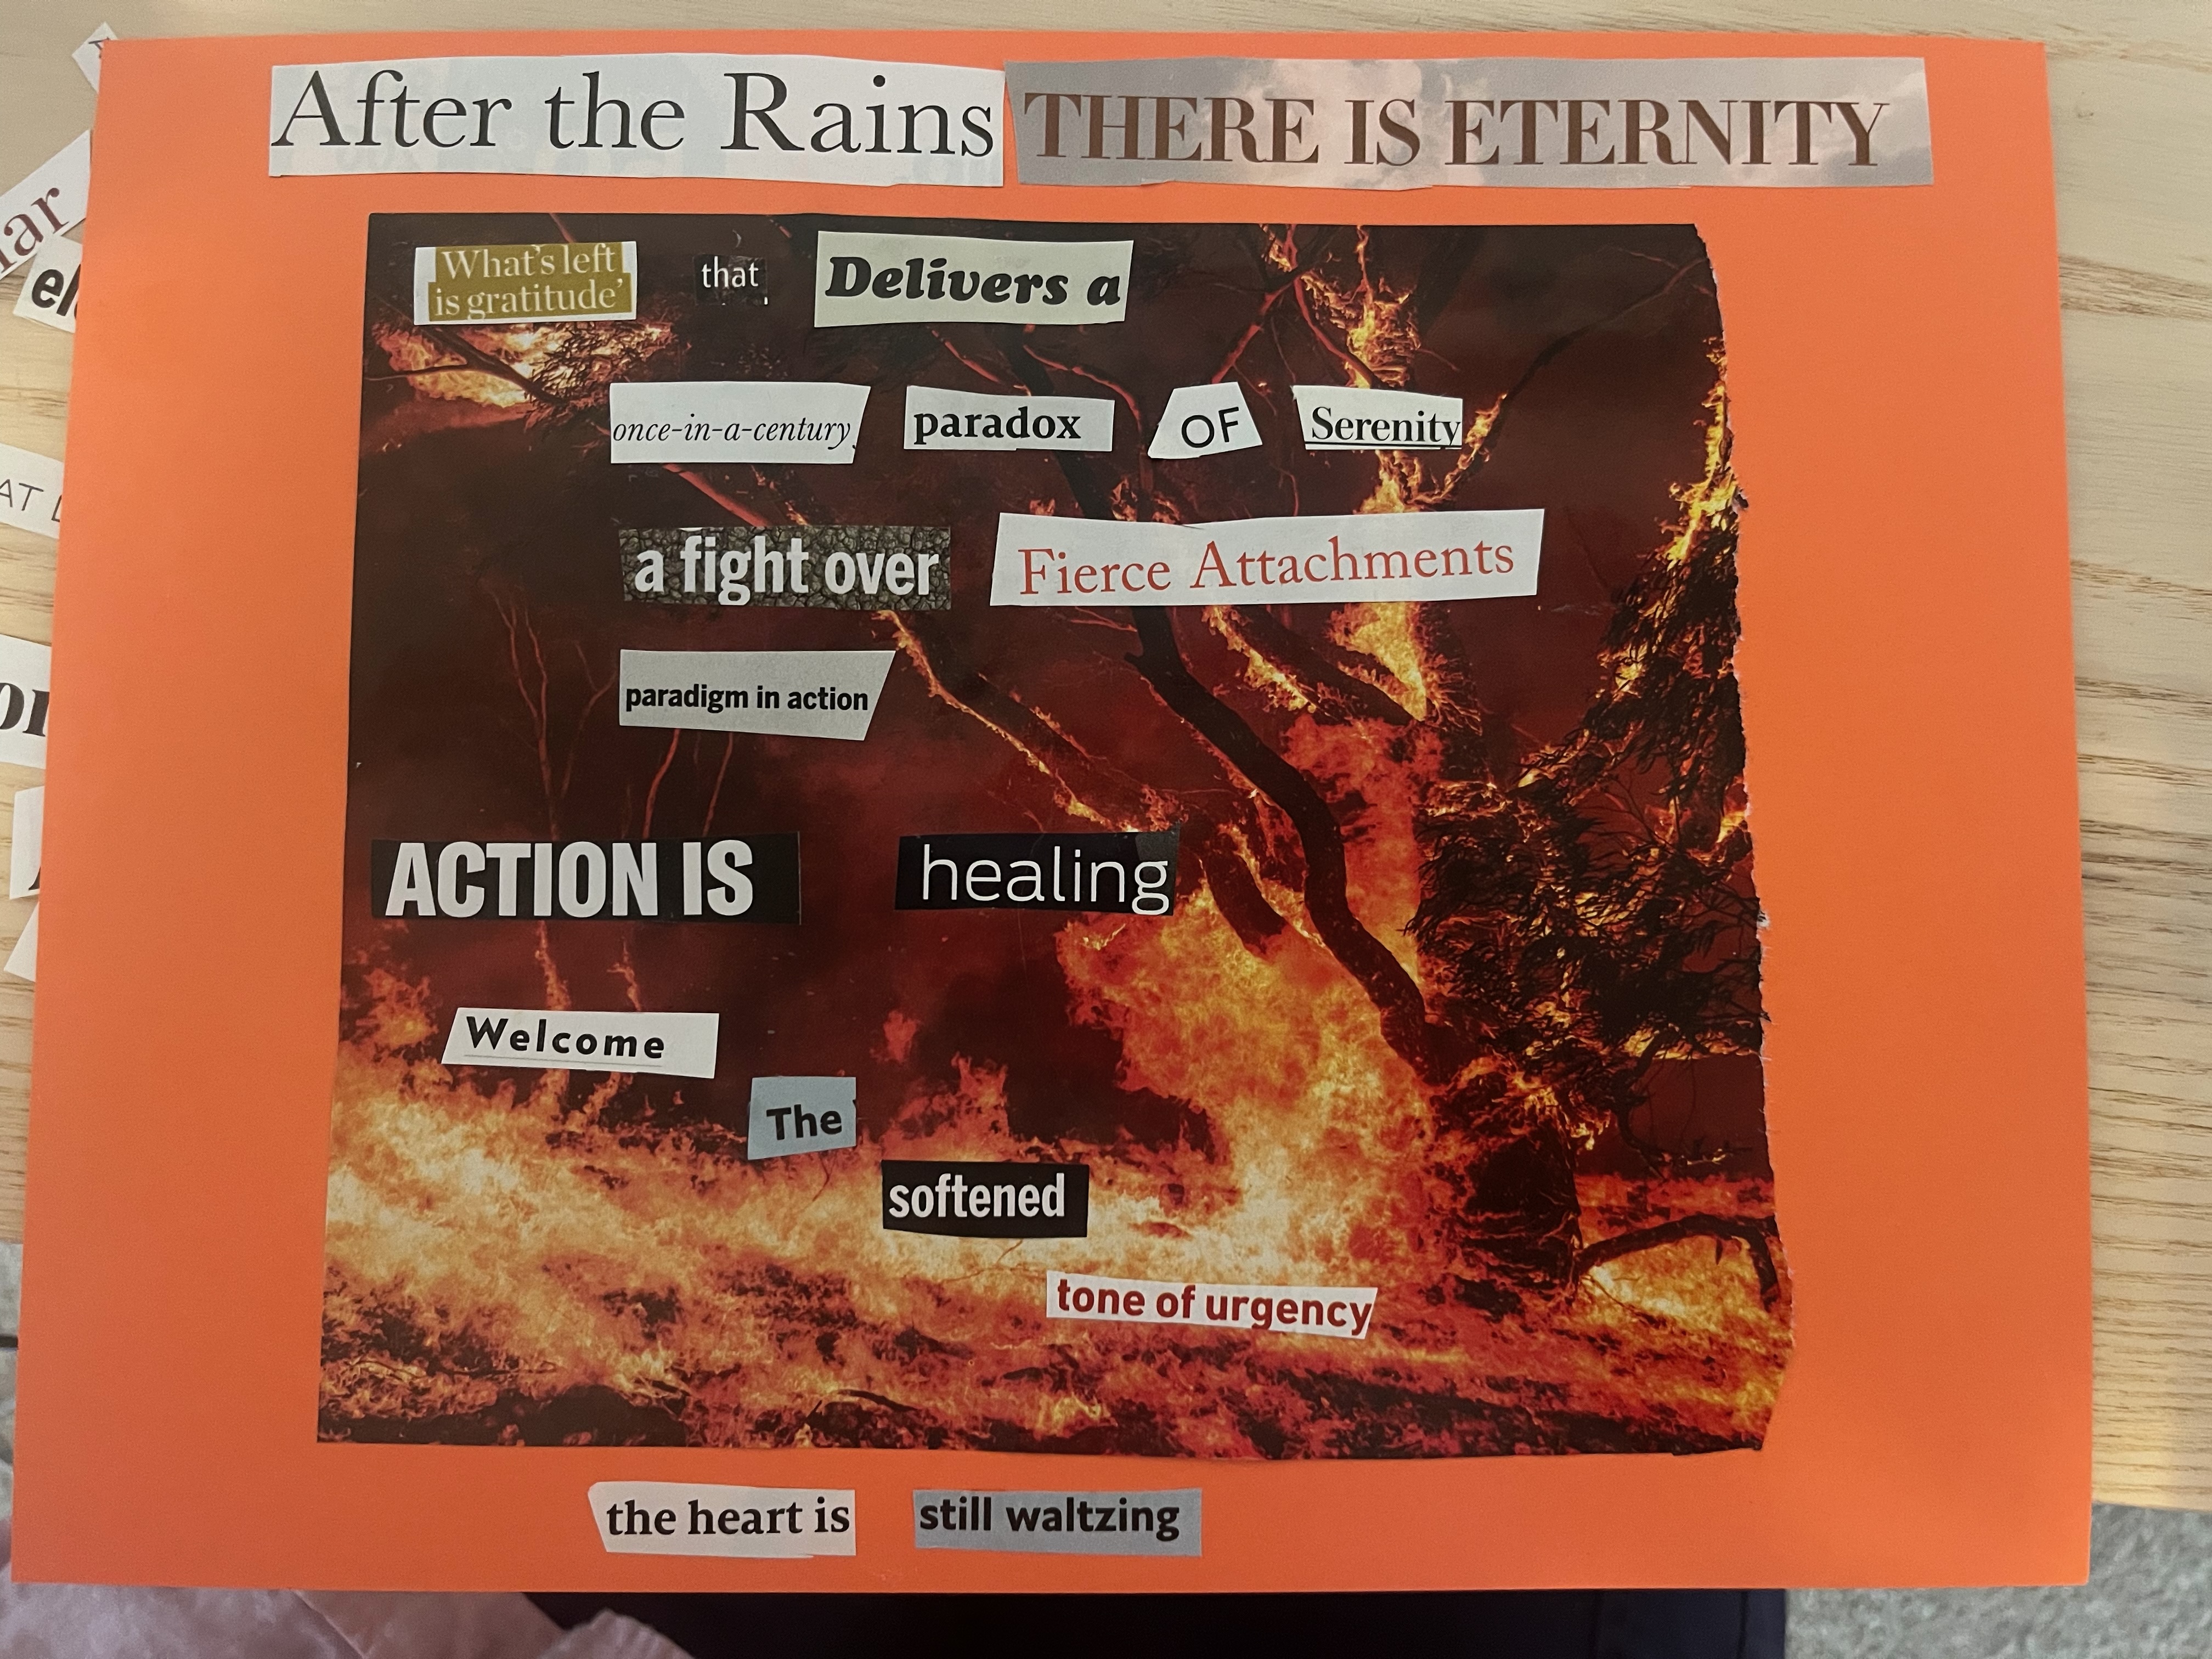 After the Rains THERE IS ETERNITY
What's left
is gratitude'
that Delivers a
once-in-a-century paradox OF Serenity
a fight over Fierce Attachments
paradigm in action
ACTION IS healing
Welcome
The
softened
tone of urgency
the heart is still waltzing